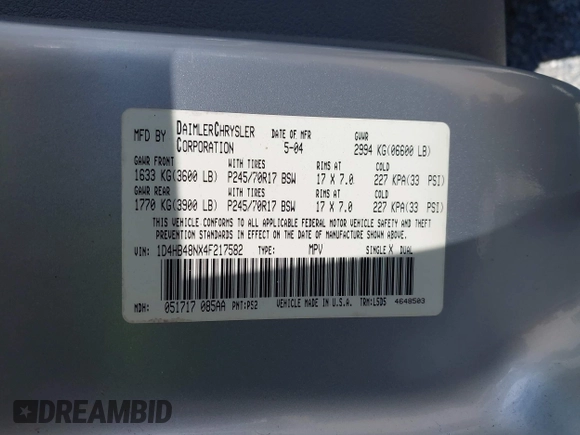 MFD BY DAIMLERCHRYSLER CORPORATION DATE OF MFR 5-04 GVWR 2994 KG(06600 LB)
GAWR FRONT WITH TIRES RIMS AT COLD
1633 KG(3600 LB) P245/70R17 BSW 17 X 7.0 227 KPA(33 PSI)
GAWR REAR WITH TIRES RIMS AT COLD
1770 KG(3900 LB) P245/70R17 BSW 17 X 7.0 227 KPA(33 PSI)
THIS VEHICLE CONFORMS TO ALL APPLICABLE FEDERAL MOTOR VEHICLE SAFETY AND THEFT
PREVENTION STANDARDS IN EFFECT ON THE DATE OF MANUFACTURE SHOWN ABOVE.
VIN: 1D4HB48NX4F217582 TYPE: MPV SINGLE X DUAL
MDH: 051717 085AA PNT:PS2 VEHICLE MADE IN U.S.A. TRM:L5DS 4648503
DREAMBID